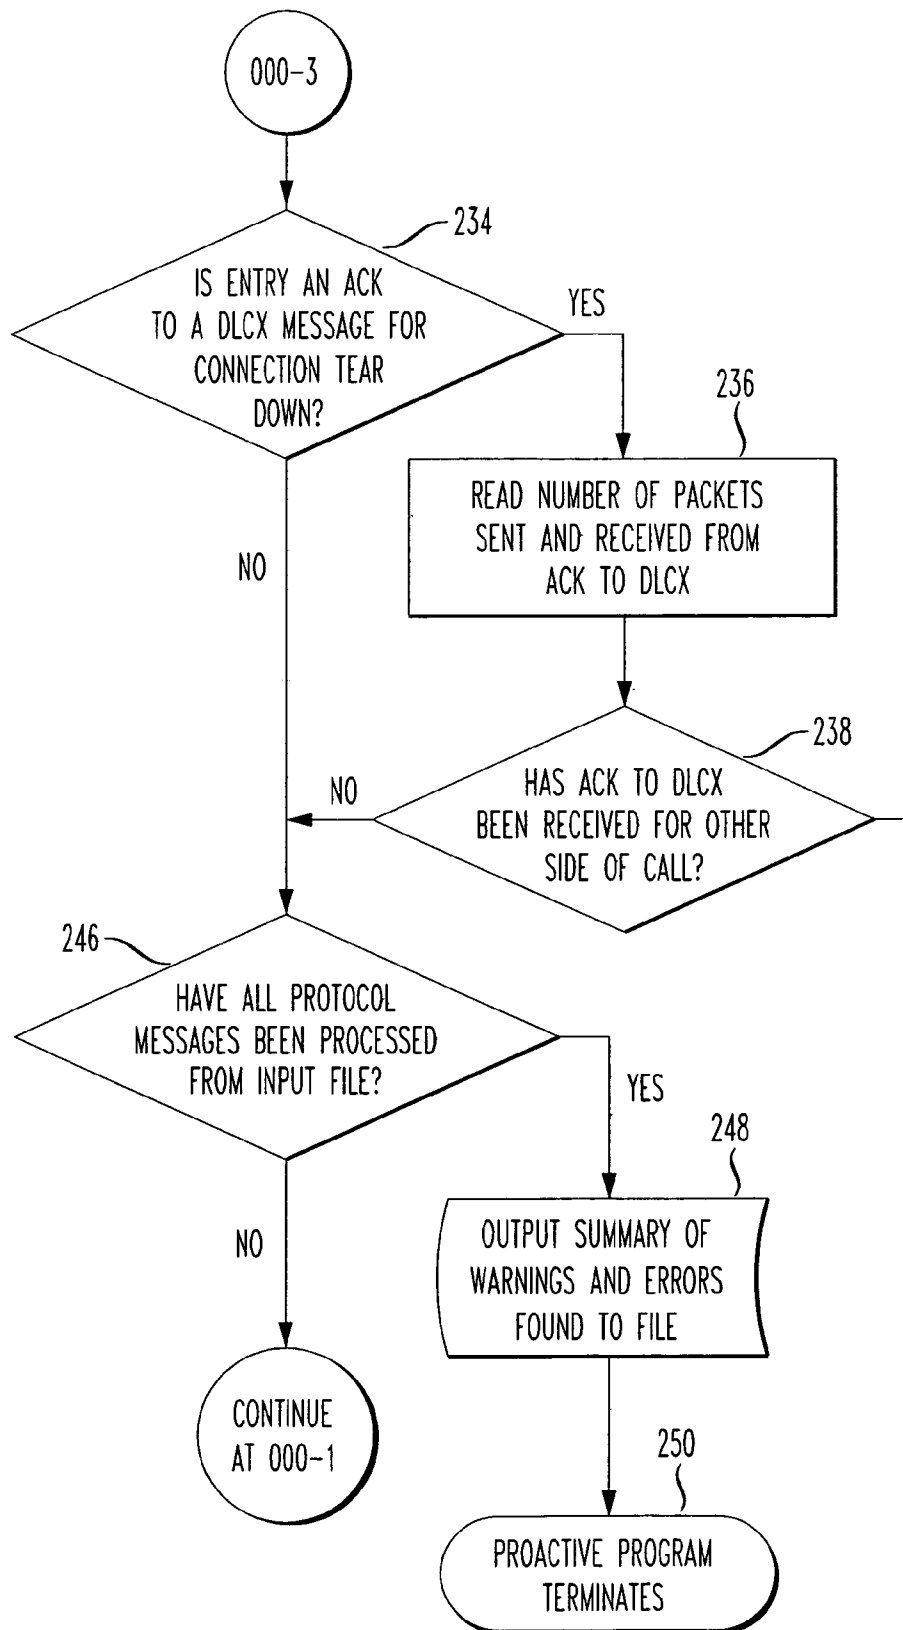 000-3
234
IS ENTRY AN ACK
TO A DLCX MESSAGE FOR
CONNECTION TEAR
DOWN?
YES
236
READ NUMBER OF PACKETS
SENT AND RECEIVED FROM
ACK TO DLCX
NO
238
HAS ACK TO DLCX
BEEN RECEIVED FOR OTHER
SIDE OF CALL?
NO
246
HAVE ALL PROTOCOL
MESSAGES BEEN PROCESSED
FROM INPUT FILE?
YES
248
OUTPUT SUMMARY OF
WARNINGS AND ERRORS
FOUND TO FILE
NO
CONTINUE
AT 000-1
250
PROACTIVE PROGRAM
TERMINATES